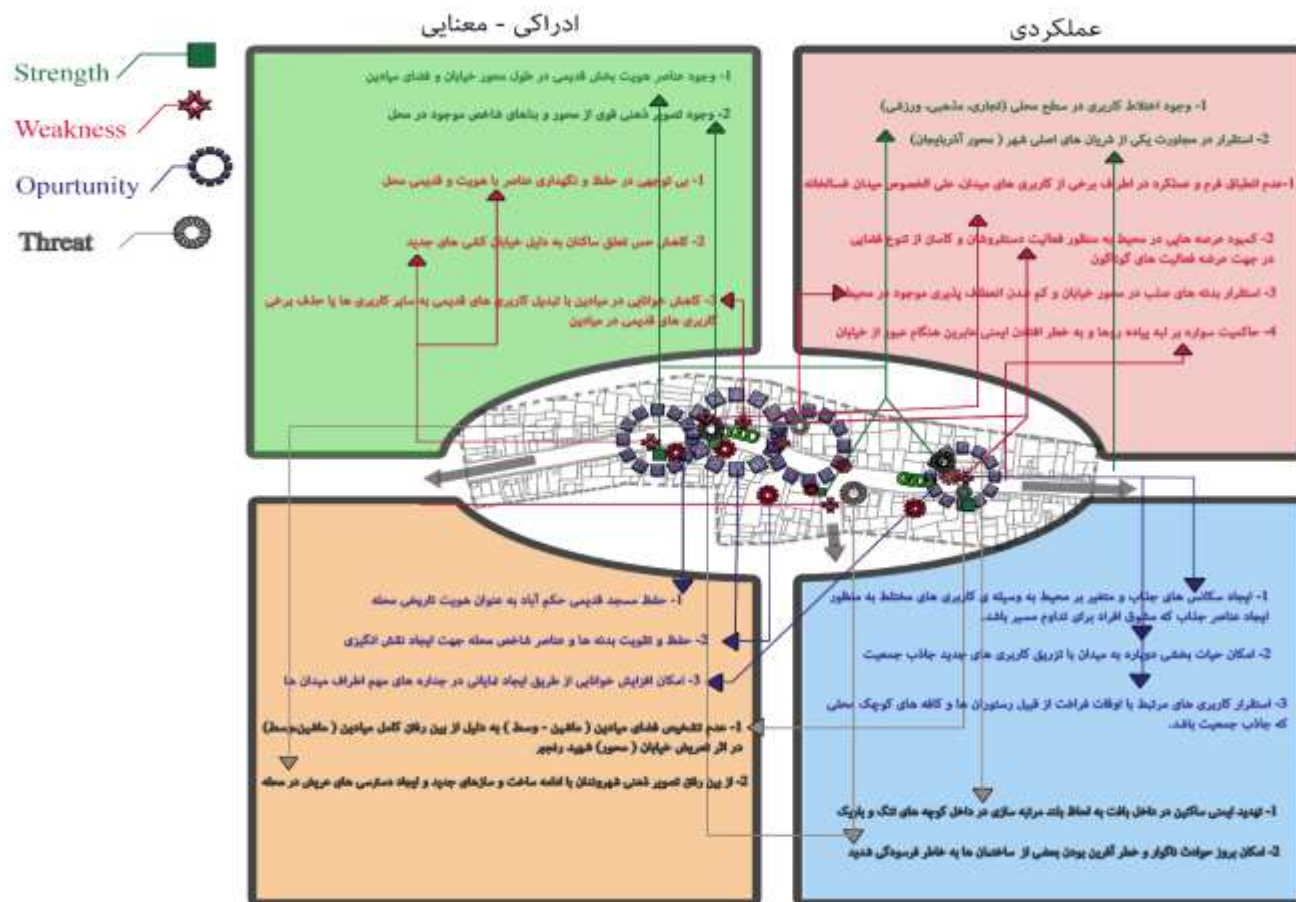 ادراکی - معنایی
عملکردی
Strength
Weakness
Opurtunity
Threat
1- وجود عناصر هویت بخش قدیمی در طول محور خیابان و فضای میادین
2- وجود تصویر ذهنی قوی از محور و بناهای شاخص موجود در محل
1- بی توجهی در حفظ و نگهداری عناصر با هویت و قدیمی محل
2- کاهش حس تعلق ساکنان به دلیل خیابان کشی های جدید
3- کاهش خوانایی در میادین با تبدیل کاربری های قدیمی به سایر کاربری ها یا حذف برخی
کاربری های قدیمی در میادین
1- وجود اختلاط کاربری در سطح محلی (تجاری، مذهبی، ورزشی)
2- استقرار در مجاورت یکی از شریان های اصلی شهر ( محور آذربایجان)
1-عدم انطباق فرم و عملکرد در اطراف برخی از کاربری های میدان، علی الخصوص میدان غسالخانه
2- کمبود عرصه هایی در محیط به منظور فعالیت دستفروشان و کاستن از تنوع فضایی
در جهت عرضه فعالیت های گوناگون
3- استقرار بدنه های صلب در محور خیابان و کم شدن انعطاف پذیری موجود در محیط
4- حاکمیت سواره بر لبه پیاده روها و به خطر افتادن ایمنی عابرین هنگام عبور از خیابان
1- حفظ مسجد قدیمی حکم آباد به عنوان هویت تاریخی محله
2- حفظ و تقویت بدنه ها و عناصر شاخص محله جهت ایجاد نقش انگیزی
3- امکان افزایش خوانایی از طریق ایجاد نمایانی در جداره های مهم اطراف میدان ها
1- عدم تشخیص فضای میادین ( ماقتین - وسط ) به دلیل از بین رفتن کامل میادین ( ماقتین،وسط)
در اثر تعریض خیابان ( محور) شهید رنجبر
2- از بین رفتن تصویر ذهنی شهروندان با ادامه ساخت و سازهای جدید و ایجاد دسترسی های عریض در محله
1- ایجاد سکانس های جذاب و متغیر بر محیط به وسیله ی کاربری های مختلط به منظور
ایجاد عناصر جذاب که مشوق افراد برای تداوم مسیر باشد.
2- امکان حیات بخشی دوباره به میدان با تزریق کاربری های جدید جاذب جمعیت
3- استقرار کاربری های مرتبط با اوقات فراغت از قبیل رستوران ها و کافه های کوچک محلی
که جاذب جمعیت باشد.
1- تهدید ایمنی ساکنین در داخل بافت به لحاظ بلند مرتبه سازی در داخل کوچه های تنگ و باریک
2- امکان بروز حوادث ناگوار و خطر آفرین بودن بعضی از ساختمان ها به خاطر فرسودگی شدید